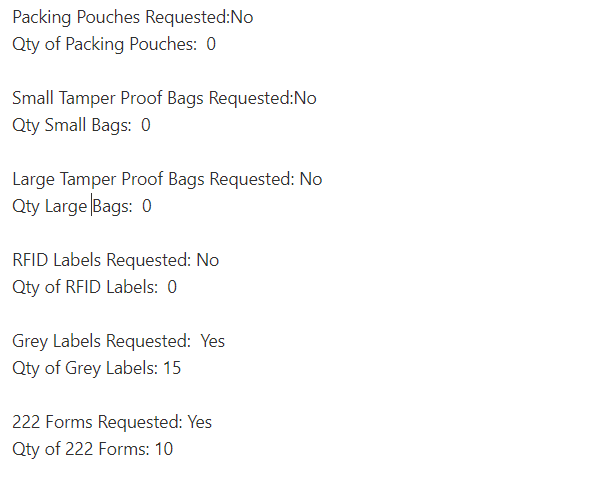 Packing Pouches Requested:No
Qty of Packing Pouches:  0
Small Tamper Proof Bags Requested:No
Qty Small Bags:  0
Large Tamper Proof Bags Requested: No
Qty Large Bags:  0
RFID Labels Requested: No
Qty of RFID Labels:  0
Grey Labels Requested:  Yes
Qty of Grey Labels: 15
222 Forms Requested: Yes
Qty of 222 Forms: 10